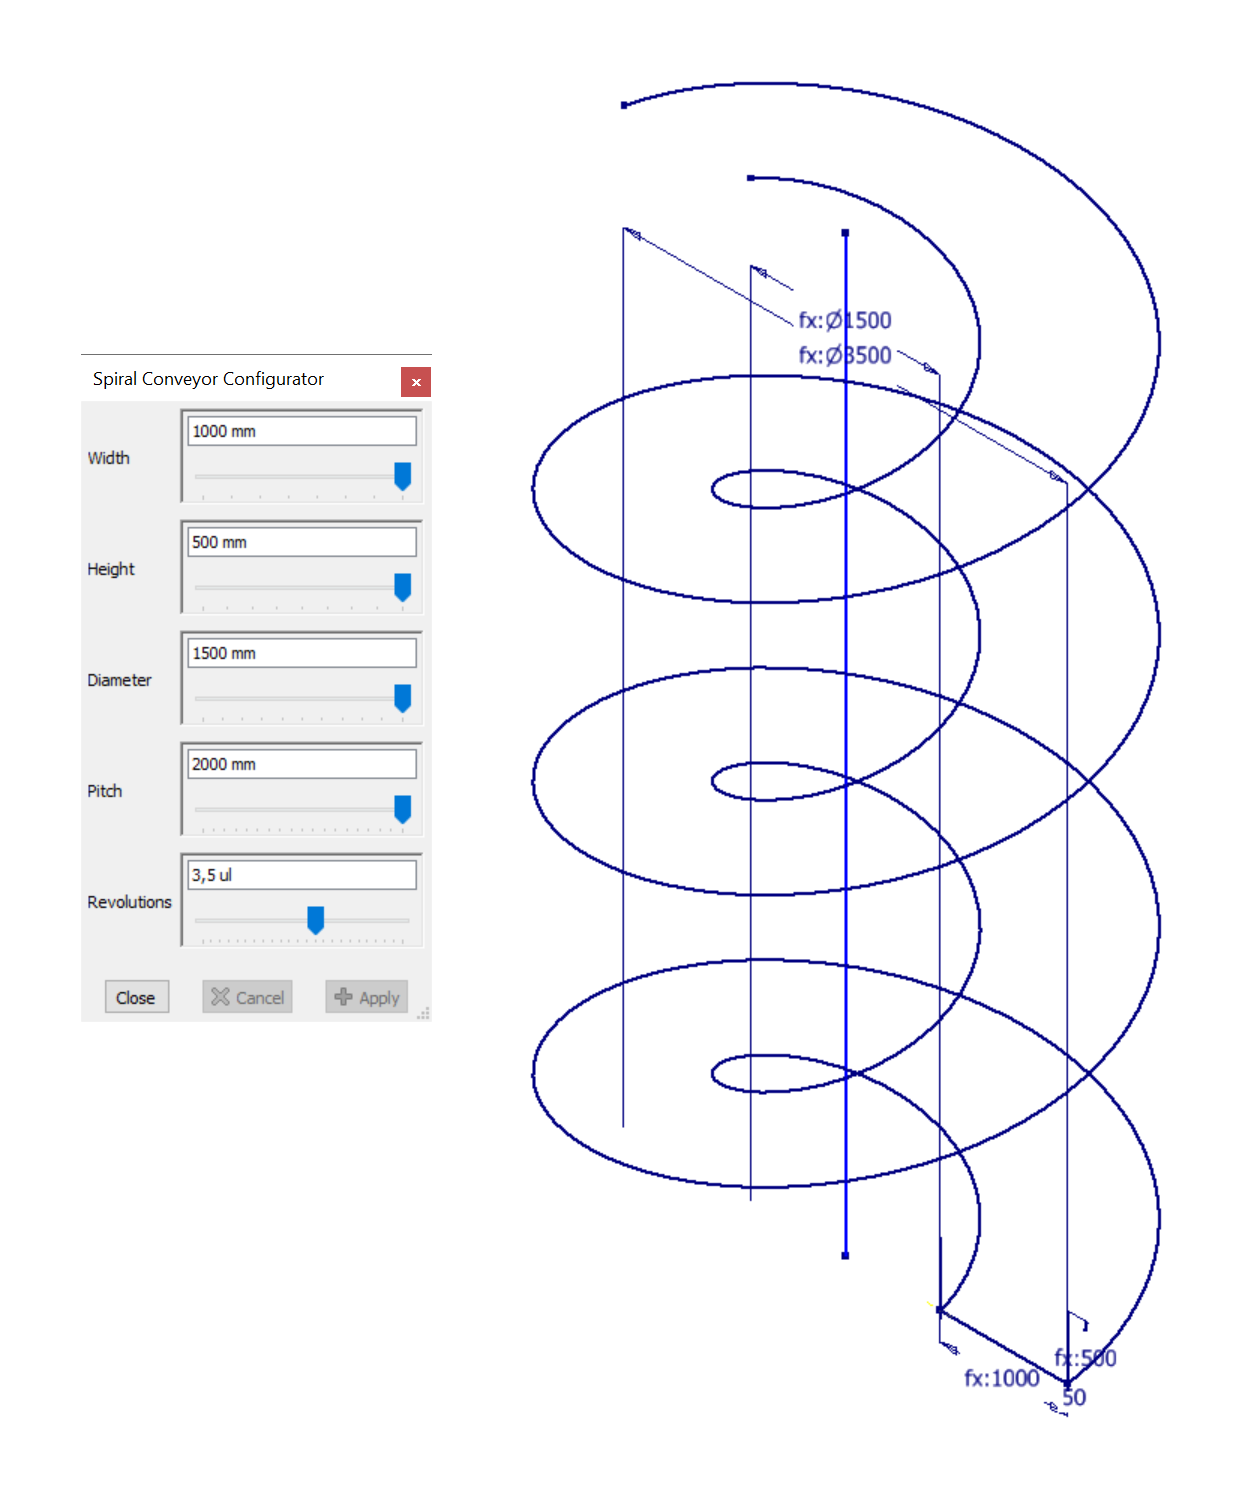 Spiral Conveyor Configurator
Width
1000 mm
Height
500 mm
Diameter
1500 mm
Pitch
2000 mm
Revolutions
3,5 ul
Close
Cancel
Apply
fx:Ø1500
fx:Ø3500
fx:500
fx:1000
50